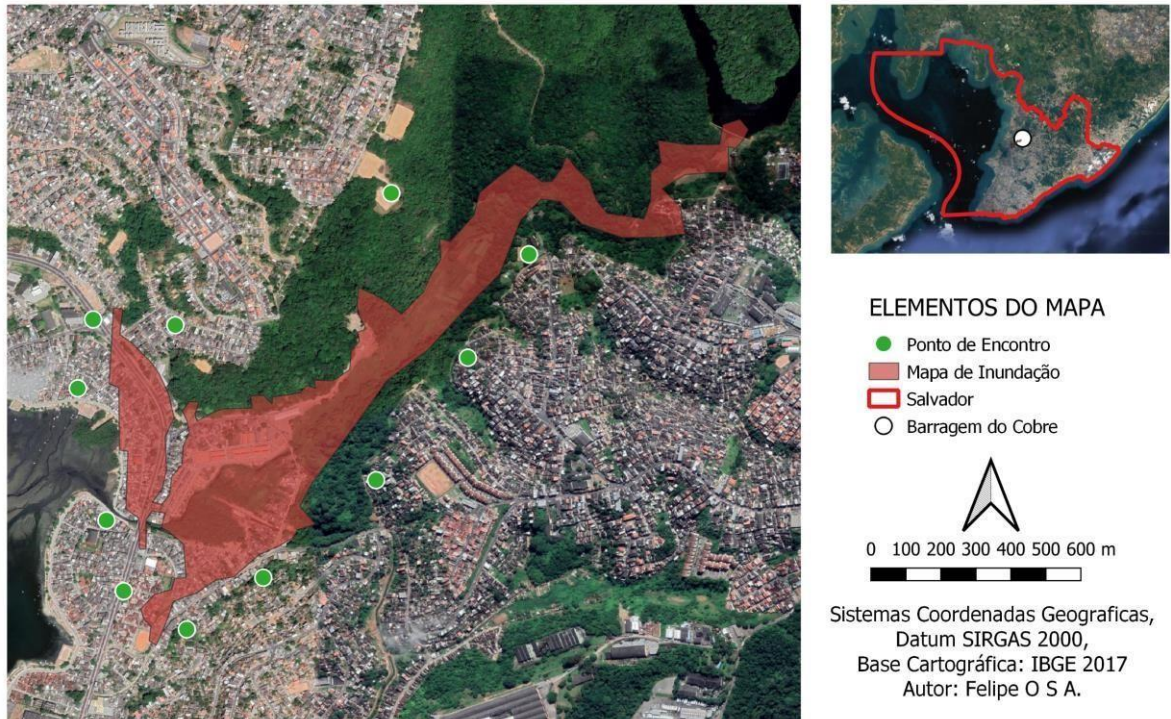 ELEMENTOS DO MAPA
Ponto de Encontro
Mapa de Inundação
Salvador
Barragem do Cobre
0 100 200 300 400 500 600 m
Sistemas Coordenadas Geograficas,
Datum SIRGAS 2000,
Base Cartográfica: IBGE 2017
Autor: Felipe O S A.